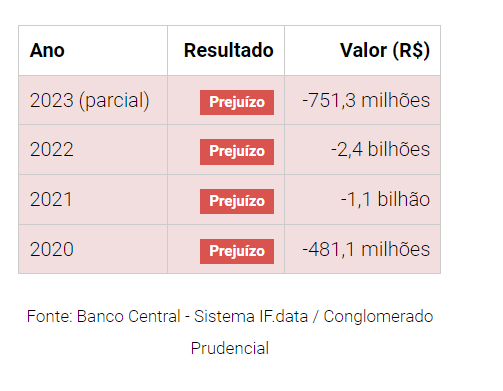 Ano Resultado Valor (R$)
2023 (parcial) Prejuízo -751,3 milhões
2022 Prejuízo -2,4 bilhões
2021 Prejuízo -1,1 bilhão
2020 Prejuízo -481,1 milhões
Fonte: Banco Central - Sistema IF.data / Conglomerado
Prudencial